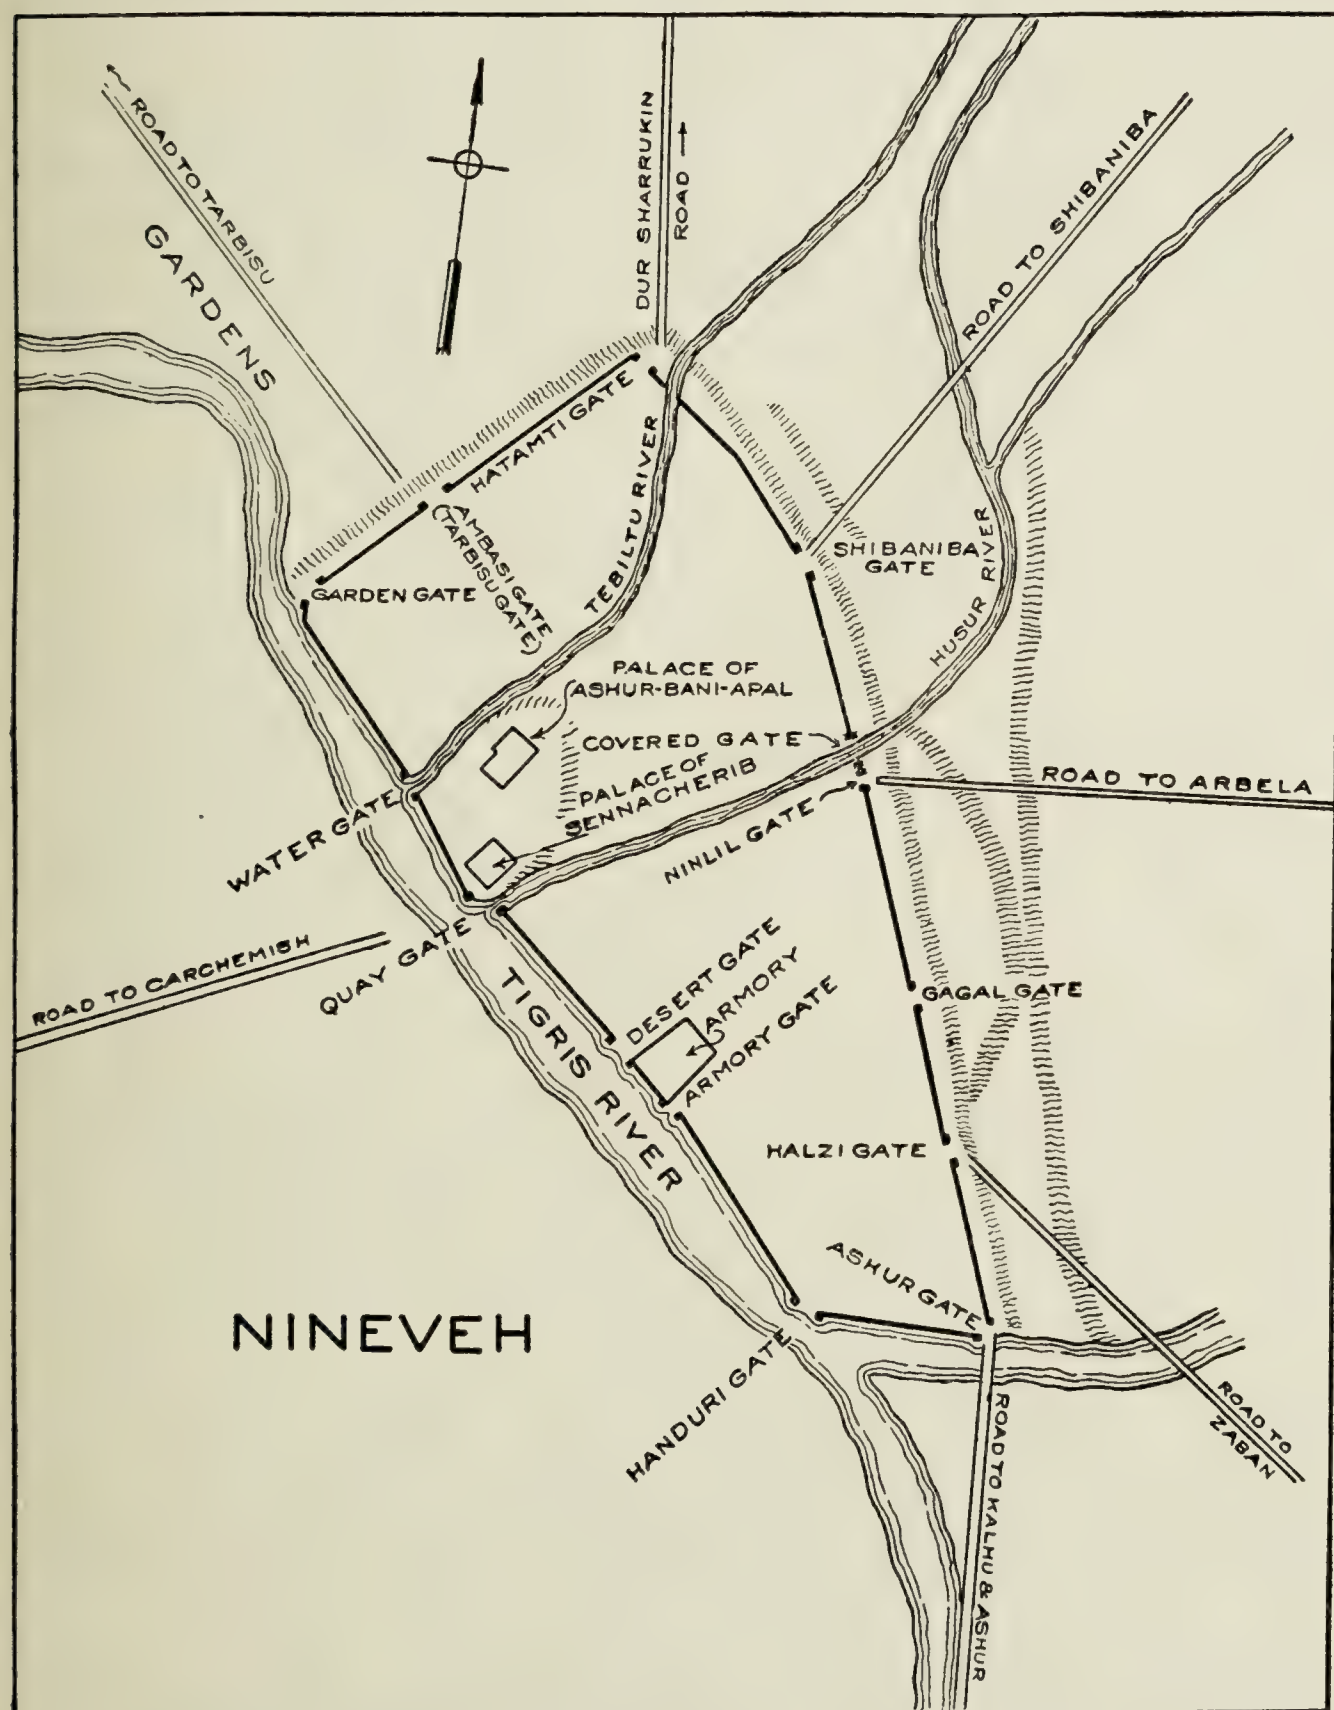 ROAD TO TARBISU
GARDENS
DUR SHARRUKIN
ROAD
ROAD TO SHIBANIBA
HATAMTI GATE
AMBASI GATE
(TARBISU GATE)
GARDEN GATE
TEBILTU RIVER
SHIBANIBA
GATE
HUSUR RIVER
PALACE OF
ASHUR-BANI-APAL
COVERED GATE
PALACE OF
SENNACHERIB
ROAD TO ARBELA
WATER GATE
NINLIL GATE
ROAD TO CARCHEMISH
QUAY GATE
TIGRIS RIVER
DESERT GATE
ARMORY
ARMORY GATE
GAGAL GATE
HALZI GATE
ASHUR GATE
NINEVEH
HANDURI GATE
ROAD TO
ZABAN
ROAD TO KALHU & ASHUR